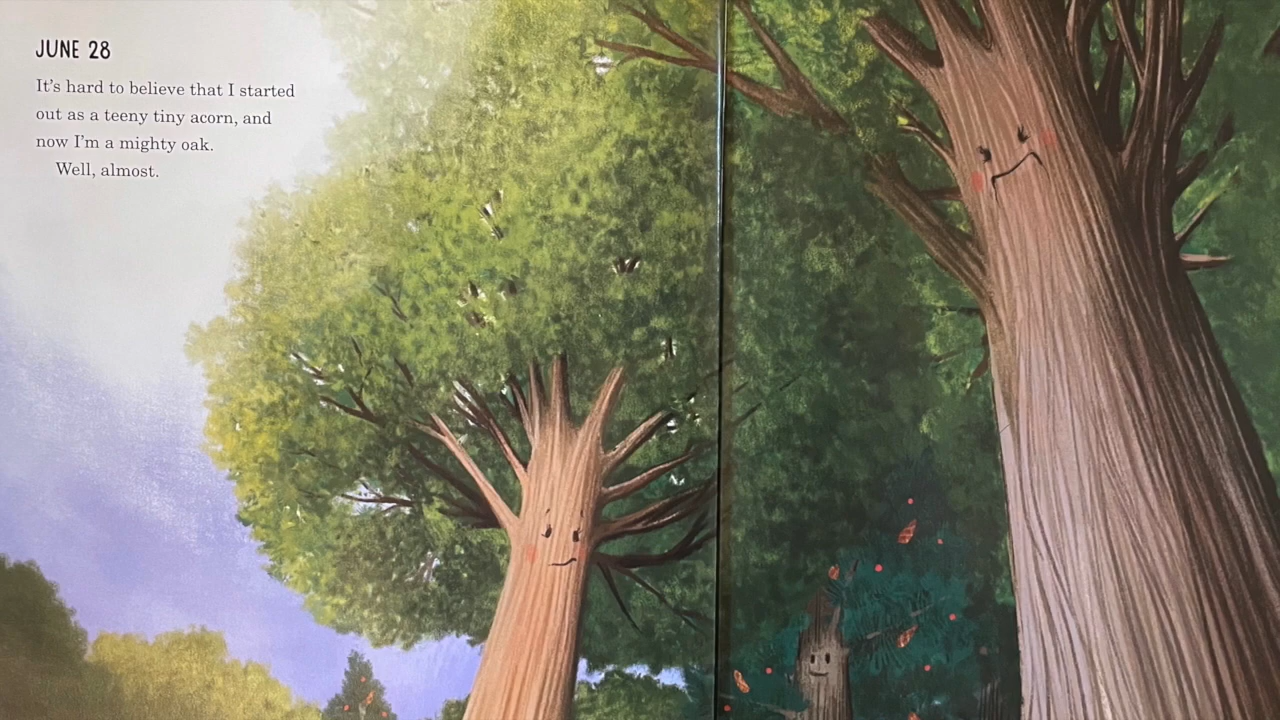 JUNE 28
It's hard to believe that I started
out as a teeny tiny acorn, and
now I'm a mighty oak.
Well, almost.